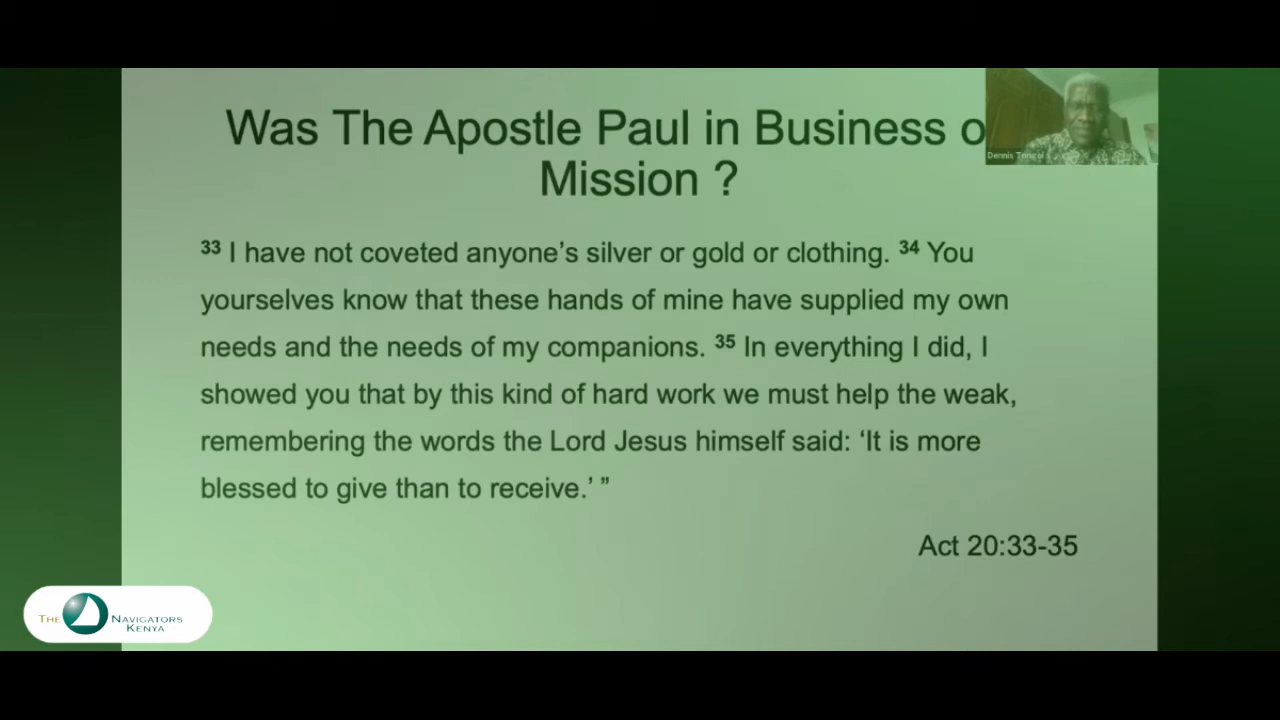 Was The Apostle Paul in Business o
Mission ?
33 I have not coveted anyone’s silver or gold or clothing. 34 You
yourselves know that these hands of mine have supplied my own
needs and the needs of my companions. 35 In everything I did, I
showed you that by this kind of hard work we must help the weak,
remembering the words the Lord Jesus himself said: ‘It is more
blessed to give than to receive.’ ”
Act 20:33-35
Dennis
THE NAVIGATORS
KENYA